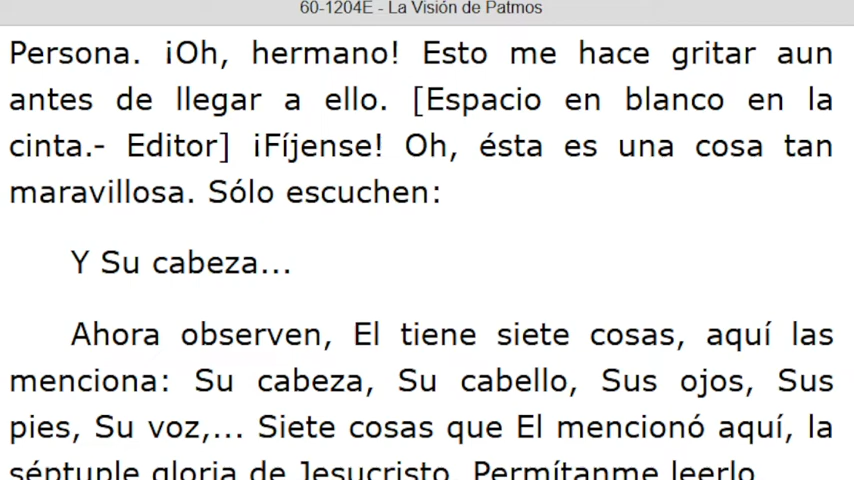 60-1204E - La Visión de Patmos
Persona. ¡Oh, hermano! Esto me hace gritar aun
antes de llegar a ello. [Espacio en blanco en la
cinta.- Editor] ¡Fíjense! Oh, ésta es una cosa tan
maravillosa. Sólo escuchen:
Y Su cabeza...
Ahora observen, El tiene siete cosas, aquí las
menciona: Su cabeza, Su cabello, Sus ojos, Sus
pies, Su voz,... Siete cosas que El mencionó aquí, la
séptuple gloria de Jesucristo. Permítanme leerlo